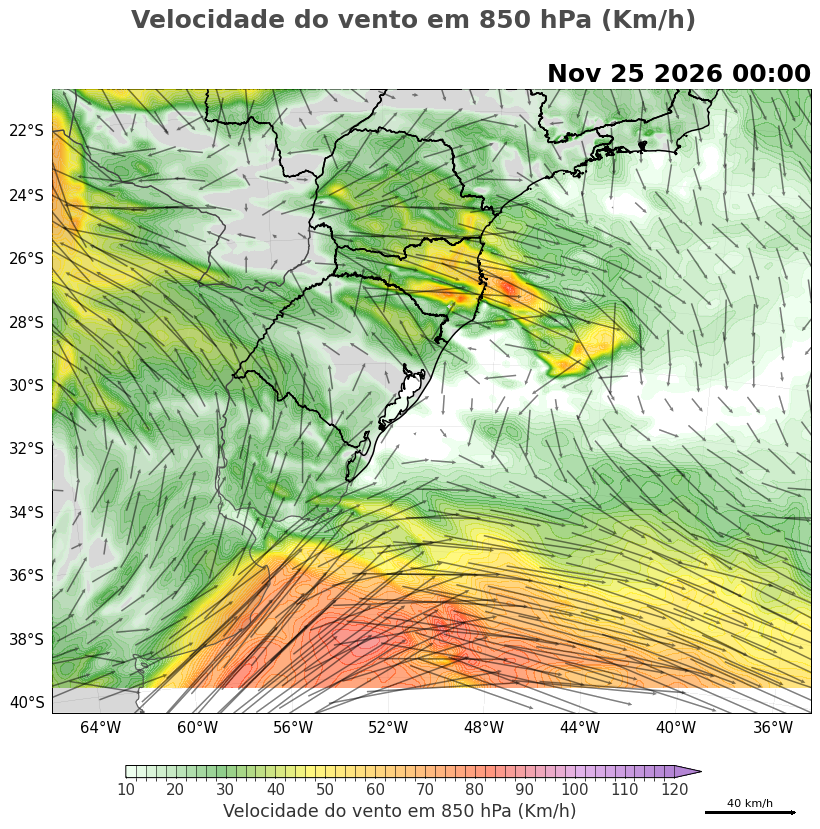 Velocidade do vento em 850 hPa (Km/h)
Nov 25 2026 00:00
22°S
24°S
26°S
28°S
30°S
32°S
34°S
36°S
38°S
40°S
64°W 60°W 56°W 52°W 48°W 44°W 40°W 36°W
10 20 30 40 50 60 70 80 90 100 110 120
Velocidade do vento em 850 hPa (Km/h)
40 km/h